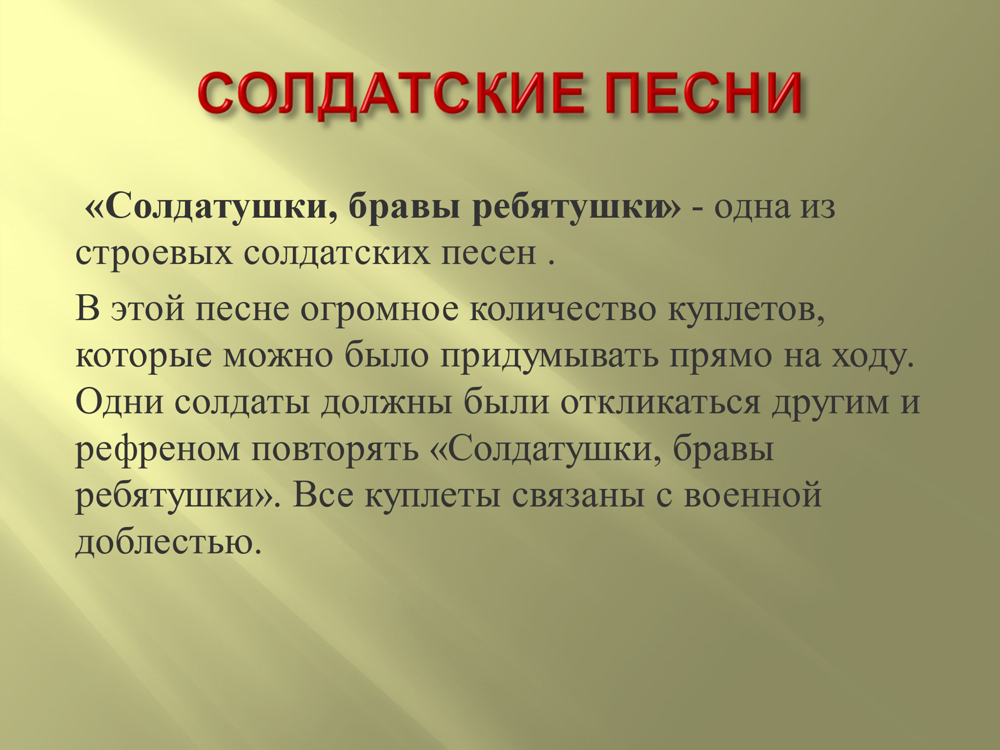 СОЛДАТСКИЕ ПЕСНИ
«Солдатушки, бравы ребятушки» - одна из
строевых солдатских песен .
В этой песне огромное количество куплетов,
которые можно было придумывать прямо на ходу.
Одни солдаты должны были откликаться другим и
рефреном повторять «Солдатушки, бравы
ребятушки». Все куплеты связаны с военной
доблестью.